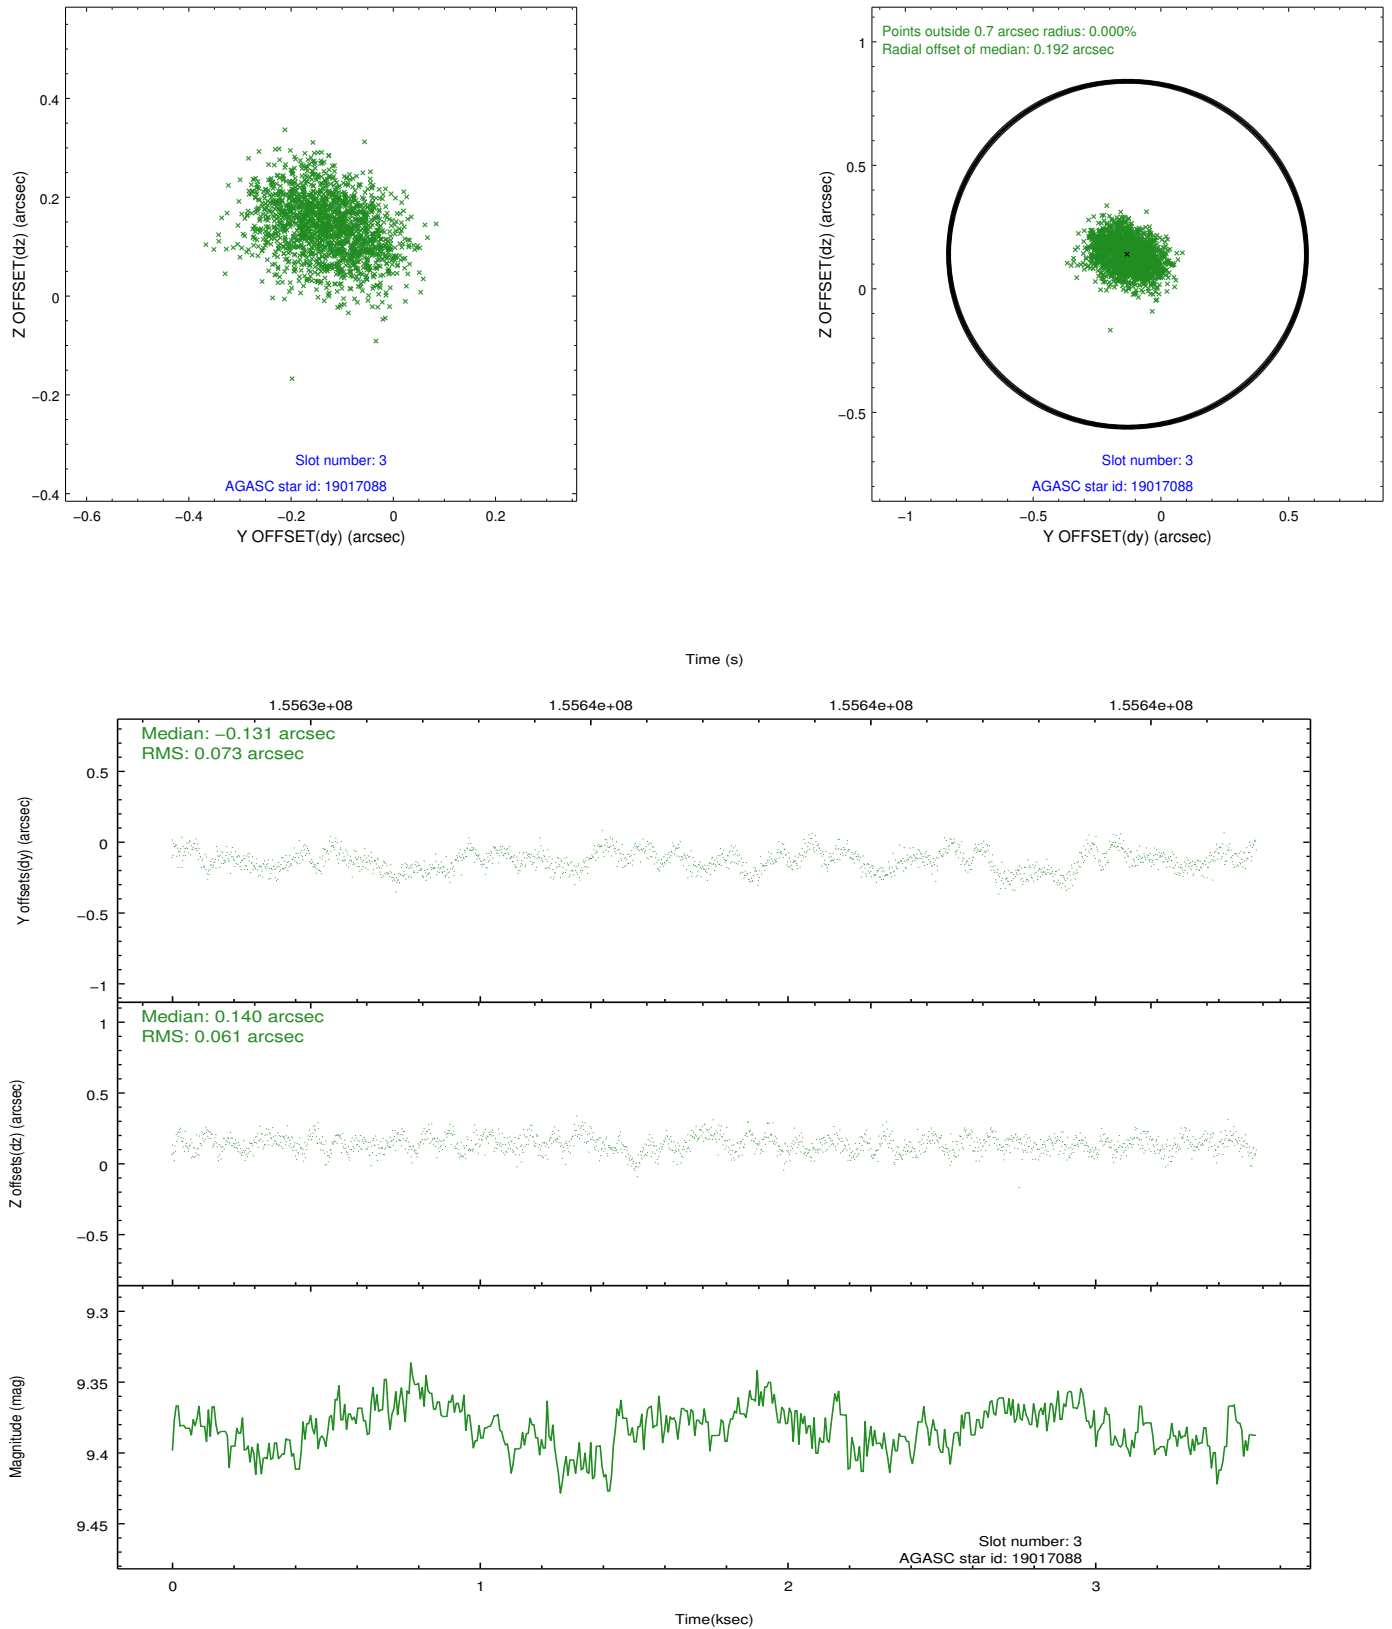 0.4
0.2
0
−0.2
−0.4
Z OFFSET(dz) (arcsec)
−0.6
−0.4
−0.2
0
0.2
Y OFFSET(dy) (arcsec)
Slot number: 3
AGASC star id: 19017088
Points outside 0.7 arcsec radius: 0.000%
Radial offset of median: 0.192 arcsec
1
0.5
0
−0.5
Z OFFSET(dz) (arcsec)
−1
−0.5
0
0.5
Y OFFSET(dy) (arcsec)
Slot number: 3
AGASC star id: 19017088
Time (s)
1.5563e+08
1.5564e+08
1.5564e+08
1.5564e+08
Median: −0.131 arcsec
RMS: 0.073 arcsec
0.5
0
−0.5
−1
Y offsets(dy) (arcsec)
Median: 0.140 arcsec
RMS: 0.061 arcsec
1
0.5
0
−0.5
Z offsets(dz) (arcsec)
9.3
9.35
9.4
9.45
Magnitude (mag)
Slot number: 3
AGASC star id: 19017088
0
1
2
3
Time(ksec)